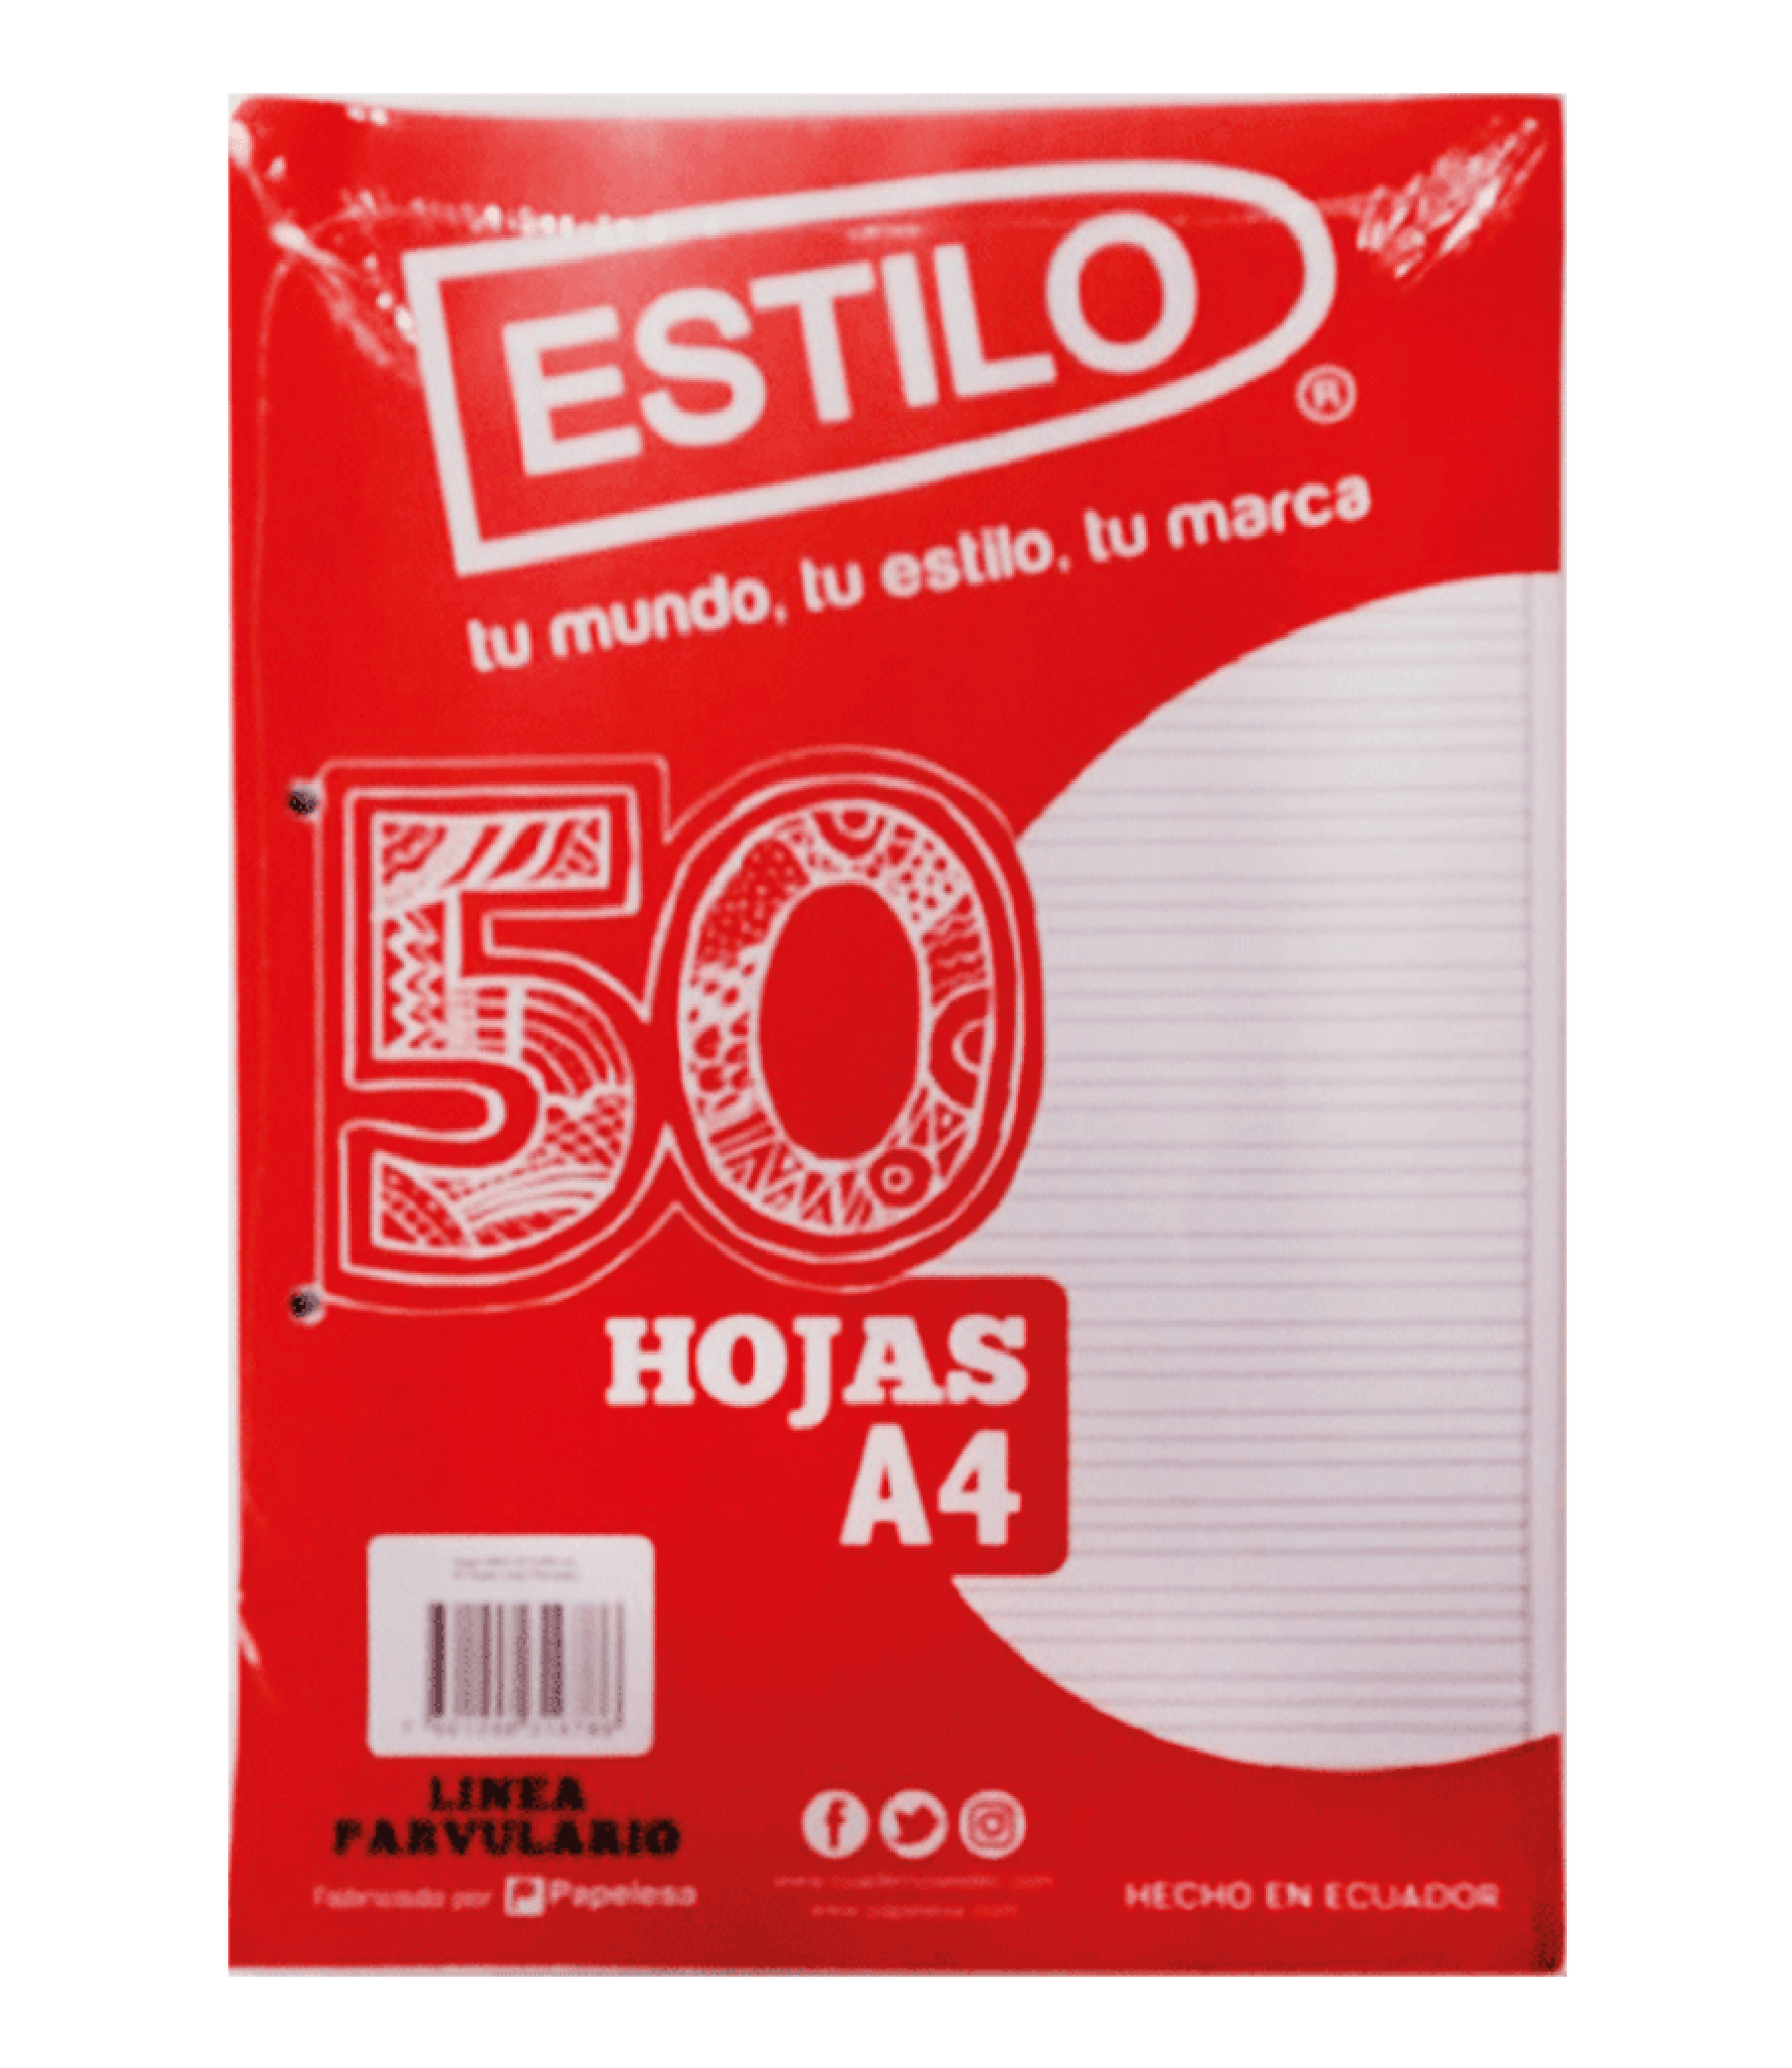 ESTILO
®
tu mundo, tu estilo, tu marca
50
HOJAS
A4
LINEA
PARVULARIO
Fabricado por Papelesa
HECHO EN ECUADOR